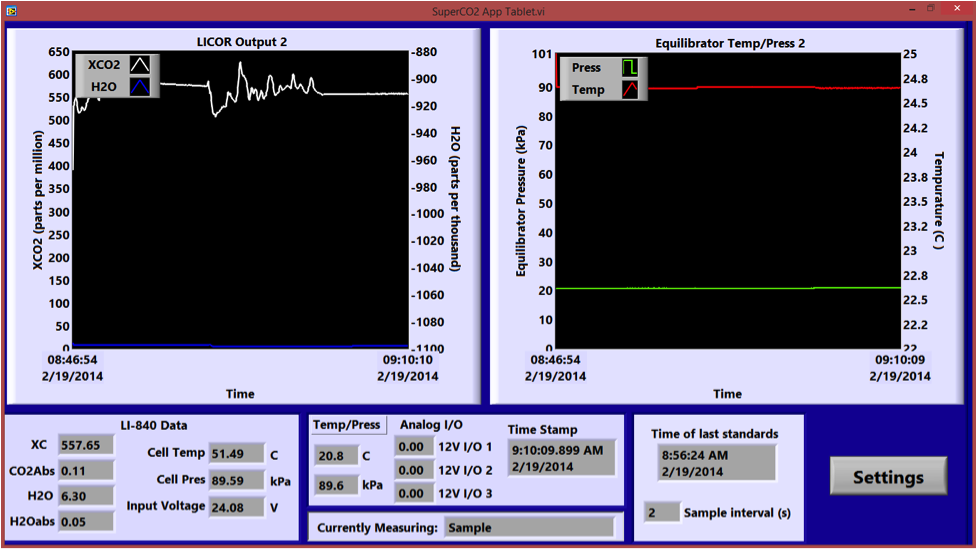 SuperCO2 App Tablet.vi
LICOR Output 2
650
600
550
500
450
400
350
300
250
200
150
100
50
0
XCO2 (parts per million)
XCO2
H2O
-880
-900
-920
-940
-960
-980
-1000
-1020
-1040
-1060
-1080
-1100
H2O (parts per thousand)
08:46:54
2/19/2014
09:10:10
2/19/2014
Time
Equilibrator Temp/Press 2
101
90
80
70
60
50
40
30
20
10
0
Equilibrator Pressure (kPa)
Press
Temp
25
24.8
24.5
24.2
24
23.8
23.5
23.2
23
22.8
22.5
22.2
22
Tempurature (C )
08:46:54
2/19/2014
09:10:09
2/19/2014
Time
LI-840 Data
XC 557.65
CO2Abs 0.11
H2O 6.30
H2Oabs 0.05
Cell Temp 51.49 C
Cell Pres 89.59 kPa
Input Voltage 24.08 V
Temp/Press
20.8 C
89.6 kPa
Analog I/O
0.00 12V I/O 1
0.00 12V I/O 2
0.00 12V I/O 3
Time Stamp
9:10:09.899 AM
2/19/2014
Currently Measuring: Sample
Time of last standards
8:56:24 AM
2/19/2014
2 Sample interval (s)
Settings